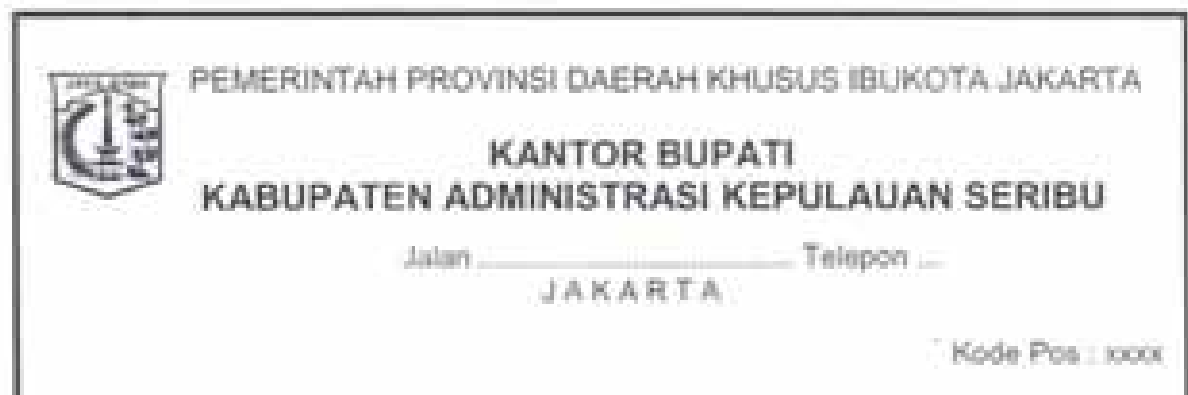 PEMERINTAH PROVINSI DAERAH KHUSUS IBUKOTA JAKARTA
KANTOR BUPATI
KABUPATEN ADMINISTRASI KEPULAUAN SERIBU
Jalan .......................................... Telepon ...
J A K A R T A
Kode Pos : xxxx